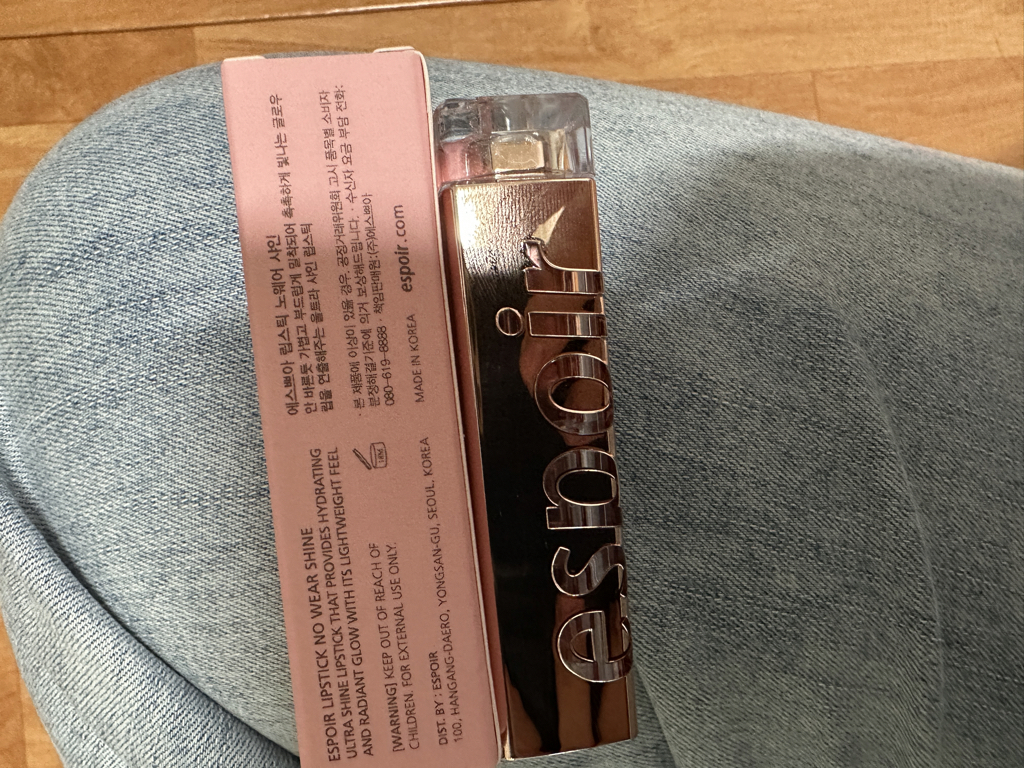 ESPOIR LIPSTICK NO WEAR SHINE
ULTRA SHINE LIPSTICK THAT PROVIDES HYDRATING
AND RADIANT GLOW WITH ITS LIGHTWEIGHT FEEL
[WARNING] KEEP OUT OF REACH OF
CHILDREN. FOR EXTERNAL USE ONLY.
DIST. BY : ESPOIR
100, HANGANG-DAERO, YONGSAN-GU, SEOUL, KOREA
에스쁘아 립스틱 노웨어 샤인
안 바른듯 가볍고 부드럽게 밀착되어 촉촉하게 빛나는 글로우
립을 연출해주는 울트라 샤인 립스틱
· 본 제품에 이상이 있을 경우, 공정거래위원회 고시 품목별 소비자
분쟁해결기준에 의거 보상해드립니다. · 수신자 요금 부담 전화:
080-619-8888 · 책임판매원:(주)에스쁘아
MADE IN KOREA
espoir.com
espoir